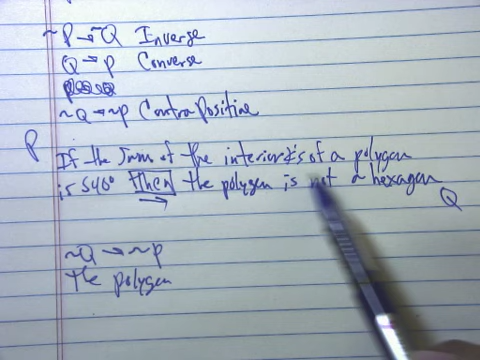 ~P→~Q Inverse
Q→P Converse
~Q→~P ContraPositive
P
If the Sum of the interior ∠'s of a polygon
is 540° then the polygon is not a hexagon
Q
~Q→~P
The polygon